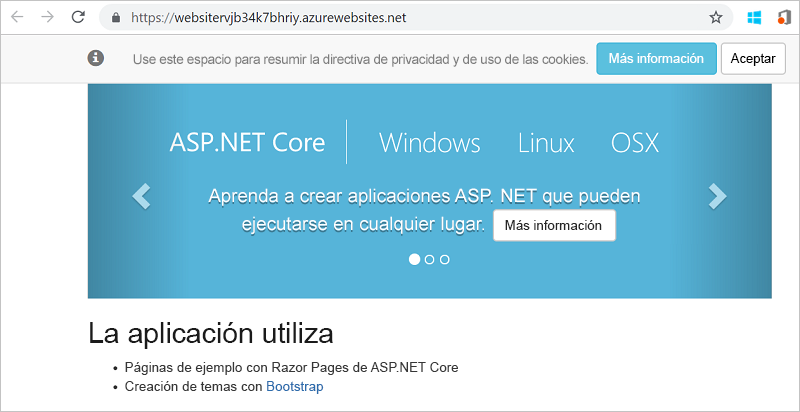 https://websitervjb34k7bhriy.azurewebsites.net
Use este espacio para resumir la directiva de privacidad y de uso de las cookies. Más información Aceptar
ASP.NET Core Windows Linux OSX
Aprenda a crear aplicaciones ASP. NET que pueden
ejecutarse en cualquier lugar. Más información
La aplicación utiliza
• Páginas de ejemplo con Razor Pages de ASP.NET Core
• Creación de temas con Bootstrap